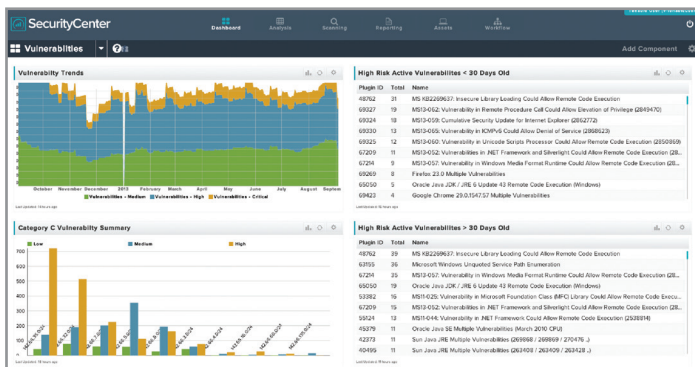 SecurityCenter
Dashboard
Analysis
Scanning
Reporting
Assets
Workflow
Vulnerabilities
Add Component
Vulnerability Trends
October November December 2013 February March April May June July August
Vulnerabilities - Medium Vulnerabilities - High Vulnerabilities - Critical
High Risk Active Vulnerabilites < 30 Days Old
Plugin ID Total Name
48762 31 MS KB2269637: Insecure Library Loading Could Allow Remote Code Execution
69327 19 MS13-062: Vulnerability in Remote Procedure Call Could Allow Elevation of Privilege (2849470)
69324 18 MS13-059: Cumulative Security Update for Internet Explorer (2862772)
69330 13 MS13-065: Vulnerability in ICMPv6 Could Allow Denial of Service (2868623)
69325 12 MS13-060: Vulnerability in Unicode Scripts Processor Could Allow Remote Code Execution (2850869)
67209 11 MS13-052: Vulnerabilities in .NET Framework and Silverlight Could Allow Remote Code Execution (28...
67214 9 MS13-057: Vulnerability in Windows Media Format Runtime Could Allow Remote Code Execution (28...
69269 8 Firefox 23.0 Multiple Vulnerabilities
65050 5 Oracle Java JDK / JRE 6 Update 43 Remote Code Execution (Windows)
69423 4 Google Chrome 29.0.1547.57 Multiple Vulnerabilities
Category C Vulnerability Summary
Low Medium High
700
600
500
400
300
200
100
0
High Risk Active Vulnerabilites > 30 Days Old
Plugin ID Total Name
48762 39 MS KB2269637: Insecure Library Loading Could Allow Remote Code Execution
63155 36 Microsoft Windows Unquoted Service Path Enumeration
67214 35 MS13-057: Vulnerability in Windows Media Format Runtime Could Allow Remote Code Execution (28...
65050 19 Oracle Java JDK / JRE 6 Update 43 Remote Code Execution (Windows)
53382 16 MS11-025: Vulnerability in Microsoft Foundation Class (MFC) Library Could Allow Remote Code Execu...
67209 15 MS13-052: Vulnerabilities in .NET Framework and Silverlight Could Allow Remote Code Execution (28...
55124 13 MS11-044: Vulnerability in .NET Framework Could Allow Remote Code Execution (2538814)
45379 11 Oracle Java SE Multiple Vulnerabilities (March 2010 CPU)
42373 11 Sun Java JRE Multiple Vulnerabilities (269868 / 269869 / 270476 ..)
40495 11 Sun Java JRE Multiple Vulnerabilities (263408 / 263409 / 263428 ..)